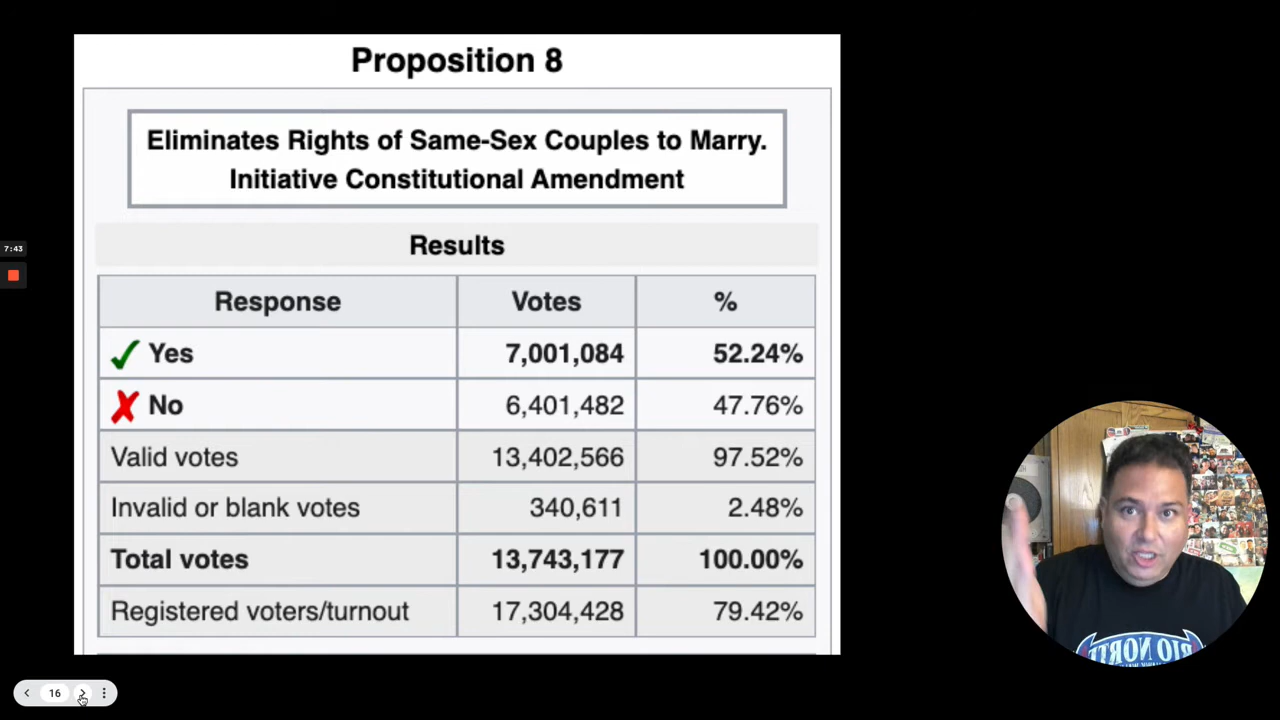 Proposition 8
Eliminates Rights of Same-Sex Couples to Marry.
Initiative Constitutional Amendment
Results
Response Votes %
Yes 7,001,084 52.24%
No 6,401,482 47.76%
Valid votes 13,402,566 97.52%
Invalid or blank votes 340,611 2.48%
Total votes 13,743,177 100.00%
Registered voters/turnout 17,304,428 79.42%
7:43
16
RIO NORTE